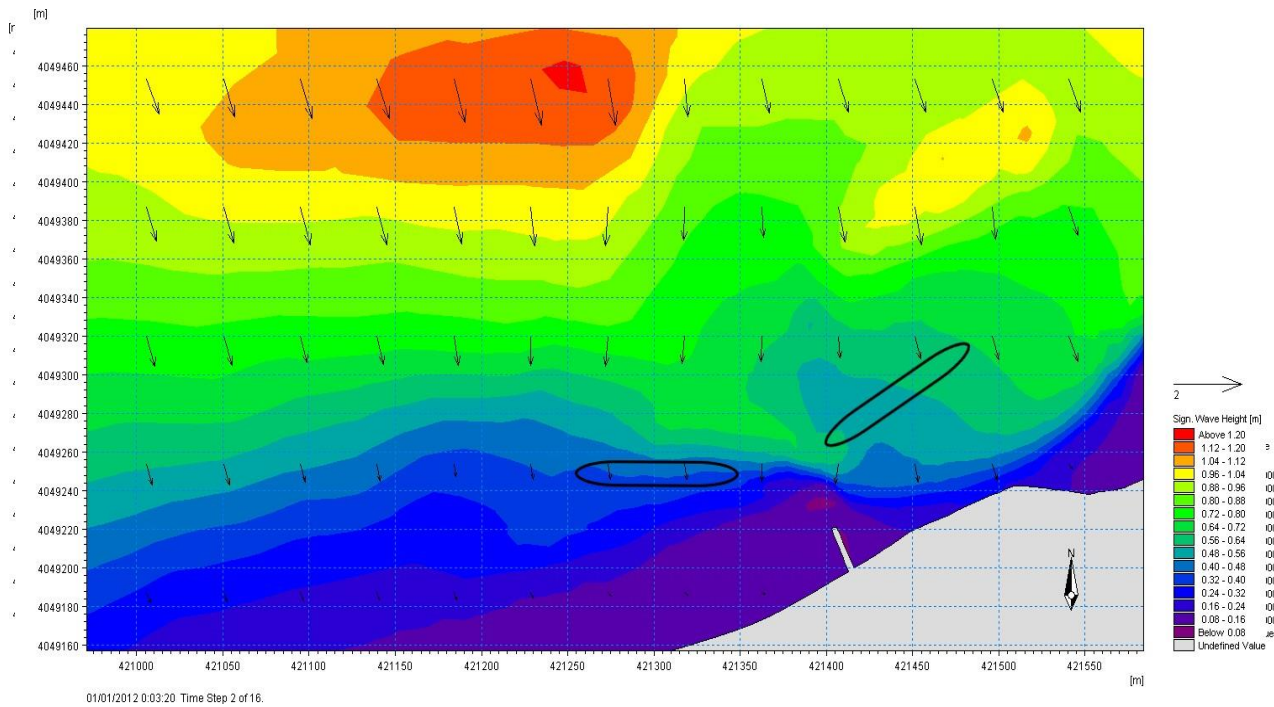 [m]
4049460
4049440
4049420
4049400
4049380
4049360
4049340
4049320
4049300
4049280
4049260
4049240
4049220
4049200
4049180
4049160
421000 421050 421100 421150 421200 421250 421300 421350 421400 421450 421500 421550
[m]
01/01/2012 0:03:20 Time Step 2 of 16.
N
2
Sign. Wave Height [m]
Above 1.20
1.12 - 1.20
1.04 - 1.12
0.96 - 1.04
0.88 - 0.96
0.80 - 0.88
0.72 - 0.80
0.64 - 0.72
0.56 - 0.64
0.48 - 0.56
0.40 - 0.48
0.32 - 0.40
0.24 - 0.32
0.16 - 0.24
0.08 - 0.16
Below 0.08
Undefined Value